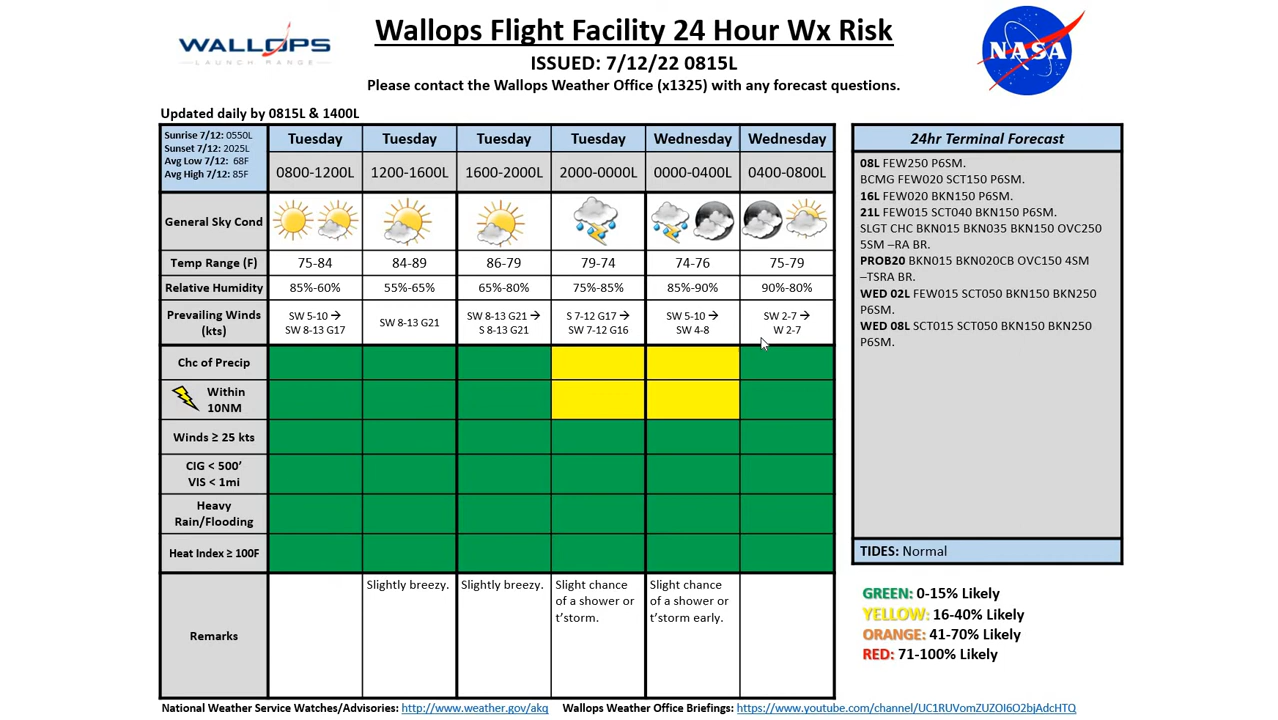 WALLOPS
LAUNCH RANGE
Wallops Flight Facility 24 Hour Wx Risk
ISSUED: 7/12/22 0815L
Please contact the Wallops Weather Office (x1325) with any forecast questions.
NASA
Updated daily by 0815L & 1400L
Sunrise 7/12: 0550L
Sunset 7/12: 2025L
Avg Low 7/12: 68F
Avg High 7/12: 85F
Tuesday Tuesday Tuesday Tuesday Wednesday Wednesday
0800-1200L 1200-1600L 1600-2000L 2000-0000L 0000-0400L 0400-0800L
General Sky Cond
Temp Range (F) 75-84 84-89 86-79 79-74 74-76 75-79
Relative Humidity 85%-60% 55%-65% 65%-80% 75%-85% 85%-90% 90%-80%
Prevailing Winds (kts)
SW 5-10 → SW 8-13 G17
SW 8-13 G21
SW 8-13 G21 → S 8-13 G21
S 7-12 G17 → SW 7-12 G16
SW 5-10 → SW 4-8
SW 2-7 → W 2-7
Chc of Precip
Within
10NM
Winds ≥ 25 kts
CIG < 500’
VIS < 1mi
Heavy
Rain/Flooding
Heat Index ≥ 100F
Remarks
Slightly breezy.
Slightly breezy.
Slight chance
of a shower or
t’storm.
Slight chance
of a shower or
t’storm early.
24hr Terminal Forecast
08L FEW250 P6SM.
BCMG FEW020 SCT150 P6SM.
16L FEW020 BKN150 P6SM.
21L FEW015 SCT040 BKN150 P6SM.
SLGT CHC BKN015 BKN035 BKN150 OVC250
5SM –RA BR.
PROB20 BKN015 BKN020CB OVC150 4SM
–TSRA BR.
WED 02L FEW015 SCT050 BKN150 BKN250
P6SM.
WED 08L SCT015 SCT050 BKN150 BKN250
P6SM.
TIDES: Normal
GREEN: 0-15% Likely
YELLOW: 16-40% Likely
ORANGE: 41-70% Likely
RED: 71-100% Likely
National Weather Service Watches/Advisories: http://www.weather.gov/akq Wallops Weather Office Briefings: https://www.youtube.com/channel/UC1RUVomZUZOI6O2bjAdcHTQ